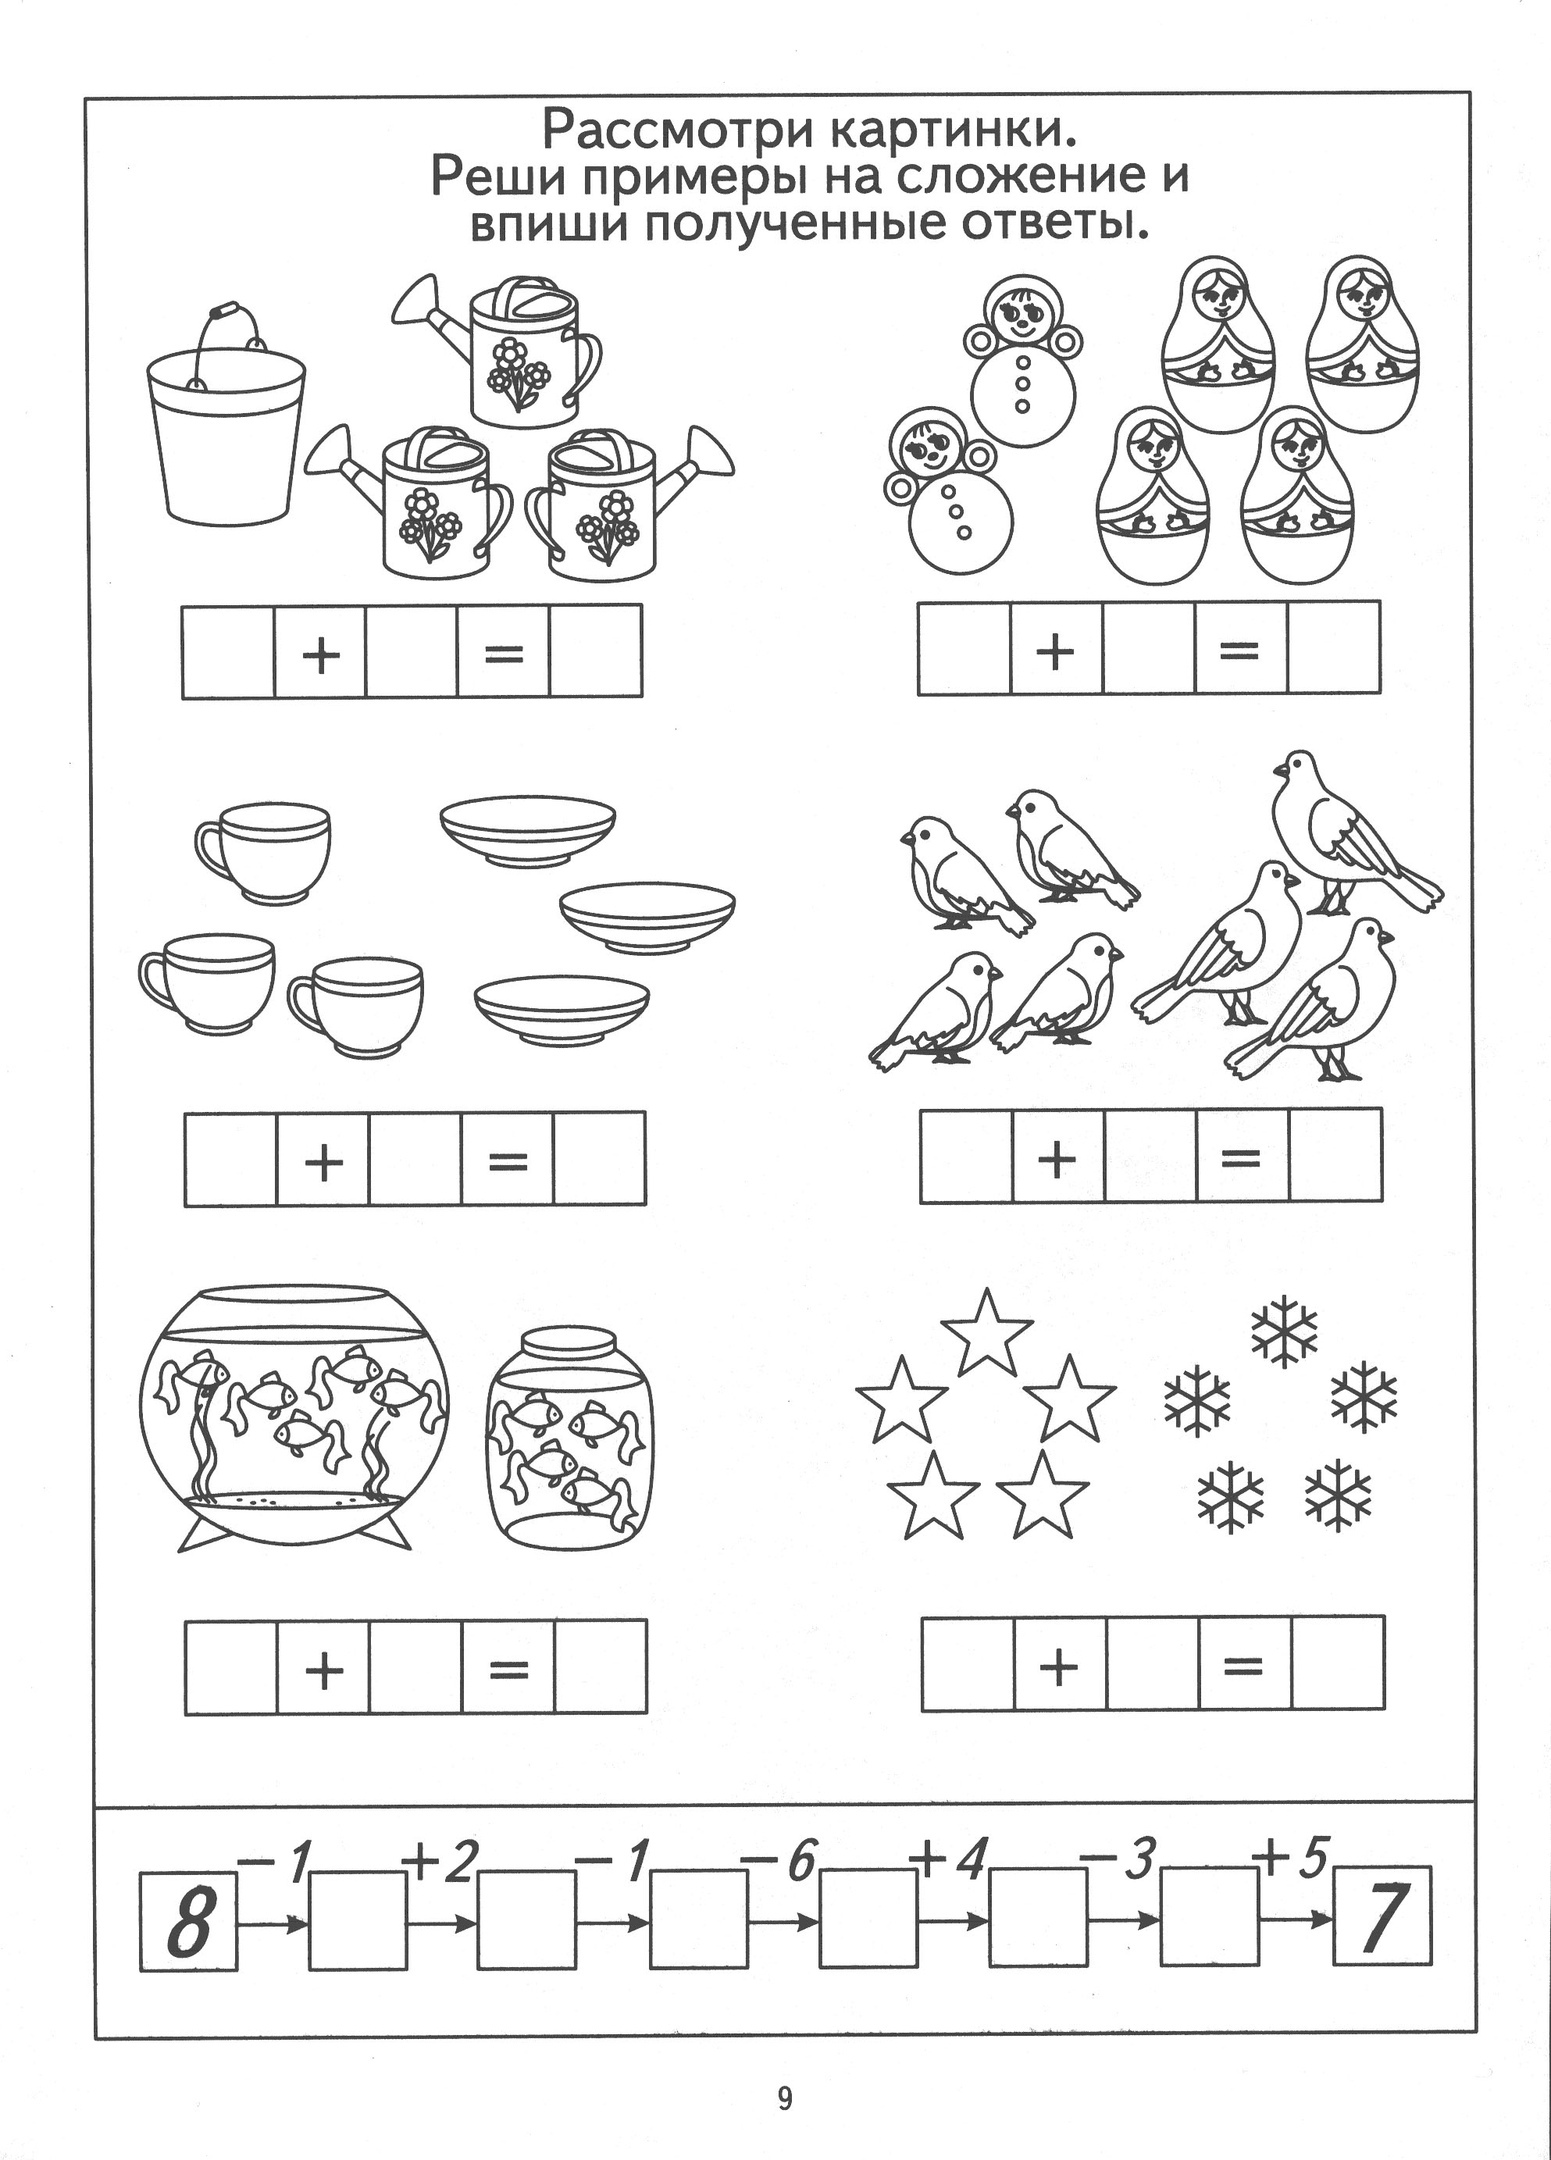 Рассмотри картинки.
Реши примеры на сложение и
впиши полученные ответы.
+ =
+ =
+ =
+ =
+ =
+ =
-1 +2 -1 -6 +4 -3 +5
8 7
9